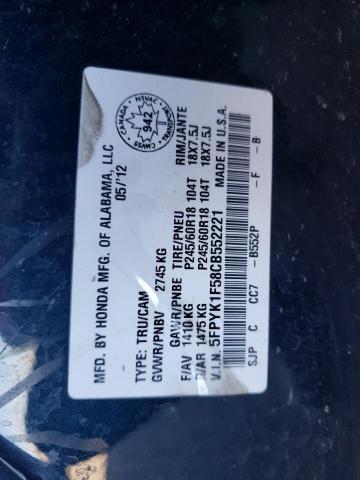 MFD. BY HONDA MFG. OF ALABAMA, LLC
05/'12
CANADA NSVAC TRANSPORT CMVSS
942
TYPE: TRU/CAM
GVWR/PNBV 2745 KG
GAWR/PNBE TIRE/PNEU RIM/JANTE
F/AV 1410 KG P245/60R18 104T 18X7.5J
R/AR 1475 KG P245/60R18 104T 18X7.5J
V.I.N. 5FPYK1F58CB552221 MADE IN U.S.A.
SJP C CC7 -B552P -F -B